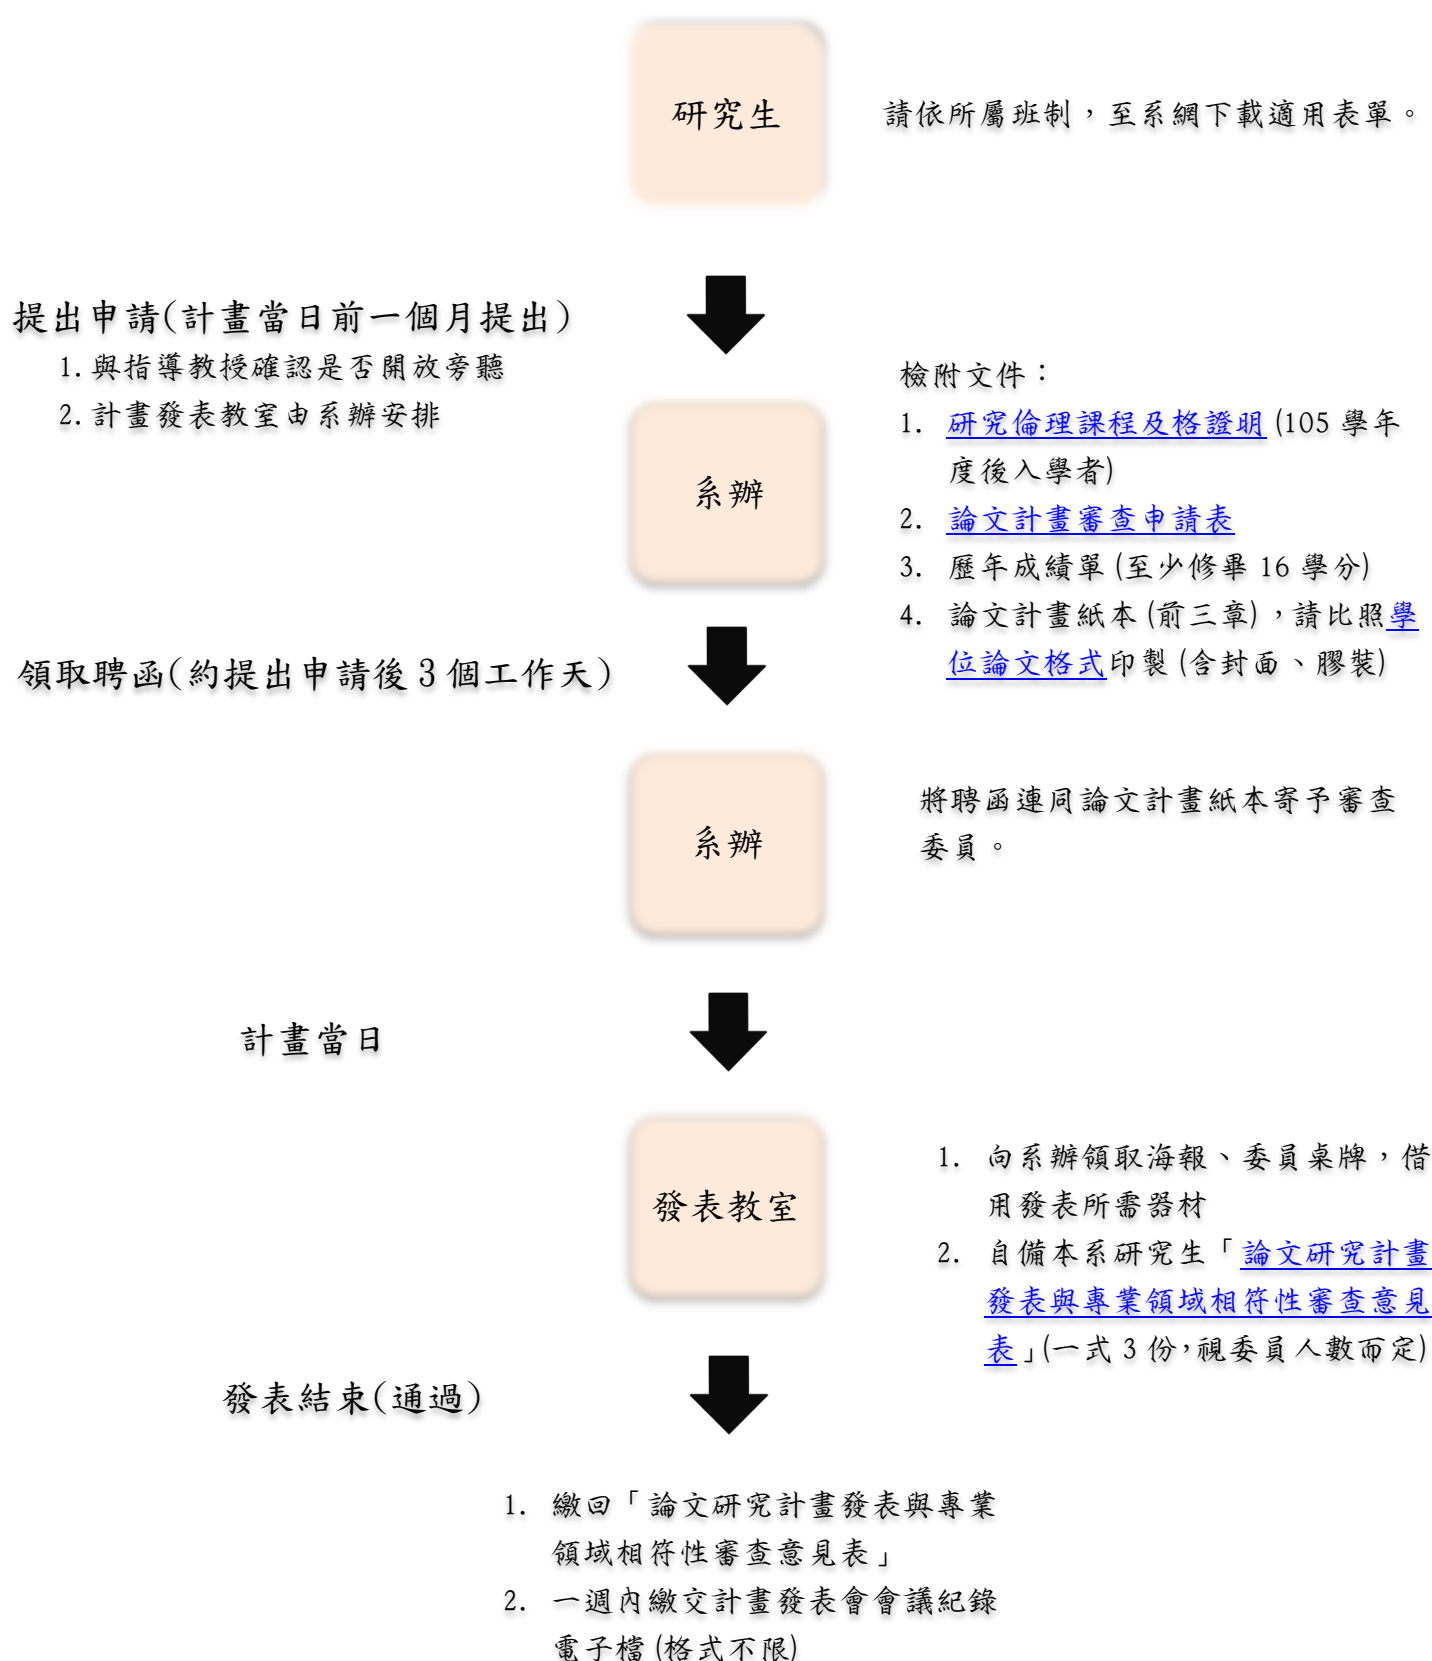 研究生
請依所屬班制，至系網下載適用表單。
提出申請(計畫當日前一個月提出)
1.與指導教授確認是否開放旁聽
2.計畫發表教室由系辦安排
系辦
檢附文件：
1. 研究倫理課程及格證明(105 學年
度後入學者)
2. 論文計畫審查申請表
3. 歷年成績單(至少修畢 16 學分)
4. 論文計畫紙本(前三章)，請比照學
位論文格式印製(含封面、膠裝)
領取聘函(約提出申請後 3 個工作天)
系辦
將聘函連同論文計畫紙本寄予審查
委員。
計畫當日
發表教室
1. 向系辦領取海報、委員桌牌，借
用發表所需器材
2. 自備本系研究生「論文研究計畫
發表與專業領域相符性審查意見
表」(一式 3 份，視委員人數而定)
發表結束(通過)
1. 繳回「論文研究計畫發表與專業
領域相符性審查意見表」
2. 一週內繳交計畫發表會會議紀錄
電子檔(格式不限)